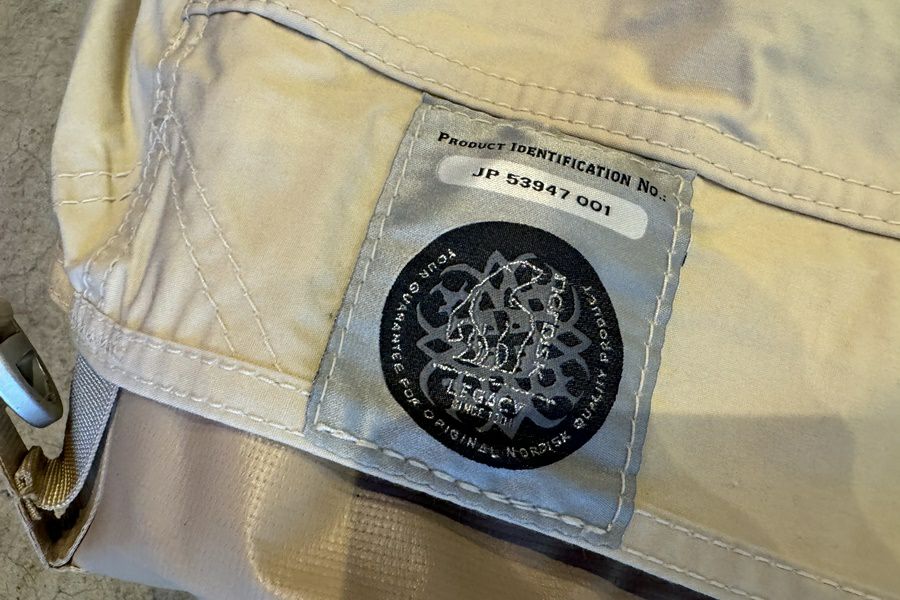 PRODUCT IDENTIFICATION NO.:
JP 53947 001
LEGACY
YOUR GUARANTEE FOR ORIGINAL NORDISK QUALITY PRODUCT